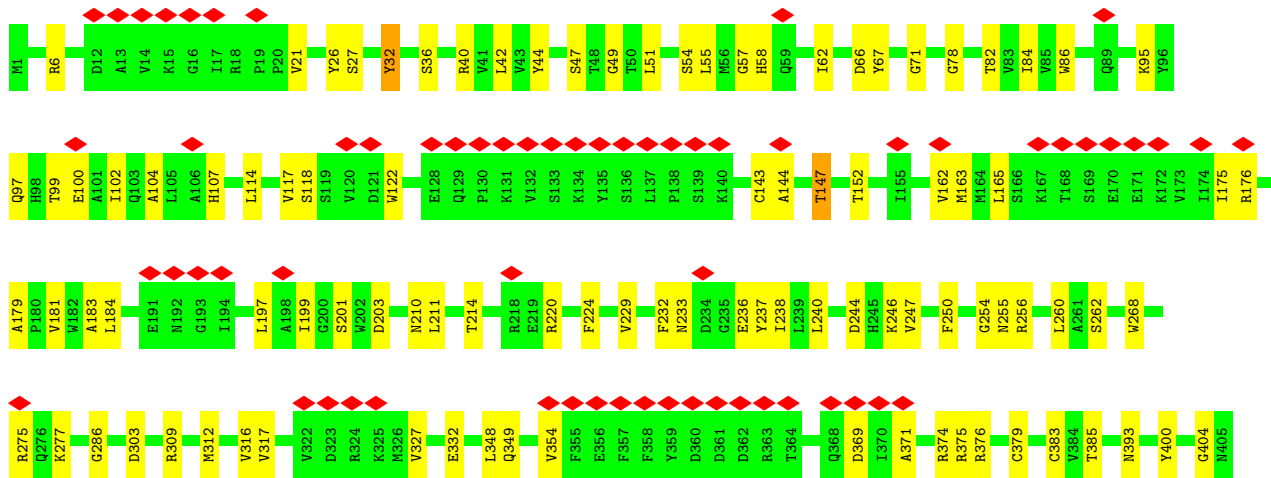 M1 R6 D12 A13 V14 K15 G16 I17 R18 P19 P20 V21 Y26 S27 Y32 S36 R40 V41 L42 V43 Y44 S47 T48 G49 T50 L51 S54 L55 M56 G57 H58 Q59 I62 D66 Y67 G71 G78 T82 V83 I84 V85 W86 Q89 K95 Y96
Q97 H98 T99 E100 A101 I102 Q103 A104 L105 A106 H107 L114 V117 S118 S119 V120 D121 W122 E128 Q129 P130 K131 V132 S133 K134 Y135 S136 L137 P138 S139 K140 C143 A144 T147 T152 I155 V162 M163 M164 L165 S166 K167 T168 S169 E170 E171 K172 V173 I174 I175 R176
A179 P180 V181 W182 A183 L184 E191 N192 G193 I194 L197 A198 I199 G200 S201 W202 D203 N210 L211 T214 R218 E219 R220 F224 V229 F232 N233 D234 G235 E236 Y237 I238 L239 L240 D244 H245 K246 V247 F250 G254 N255 R256 L260 A261 S262 W268
R275 Q276 K277 G286 D303 R309 M312 V316 V317 V322 D323 R324 K325 M326 V327 E332 L348 Q349 V354 F355 E356 F357 F358 Y359 D360 D361 D362 R363 T364 Q368 D369 I370 A371 R374 R375 R376 C379 C383 V384 T385 N393 Y400 G404 N405